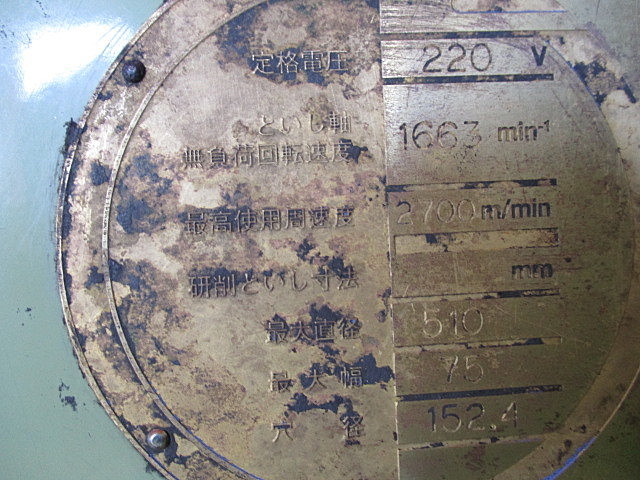 定格電圧 220 V
といし軸
無負荷回転速度 1663 min-1
最高使用周速度 2700 m/min
研削といし寸法 mm
最大直径 510
最大幅 75
穴径 152.4